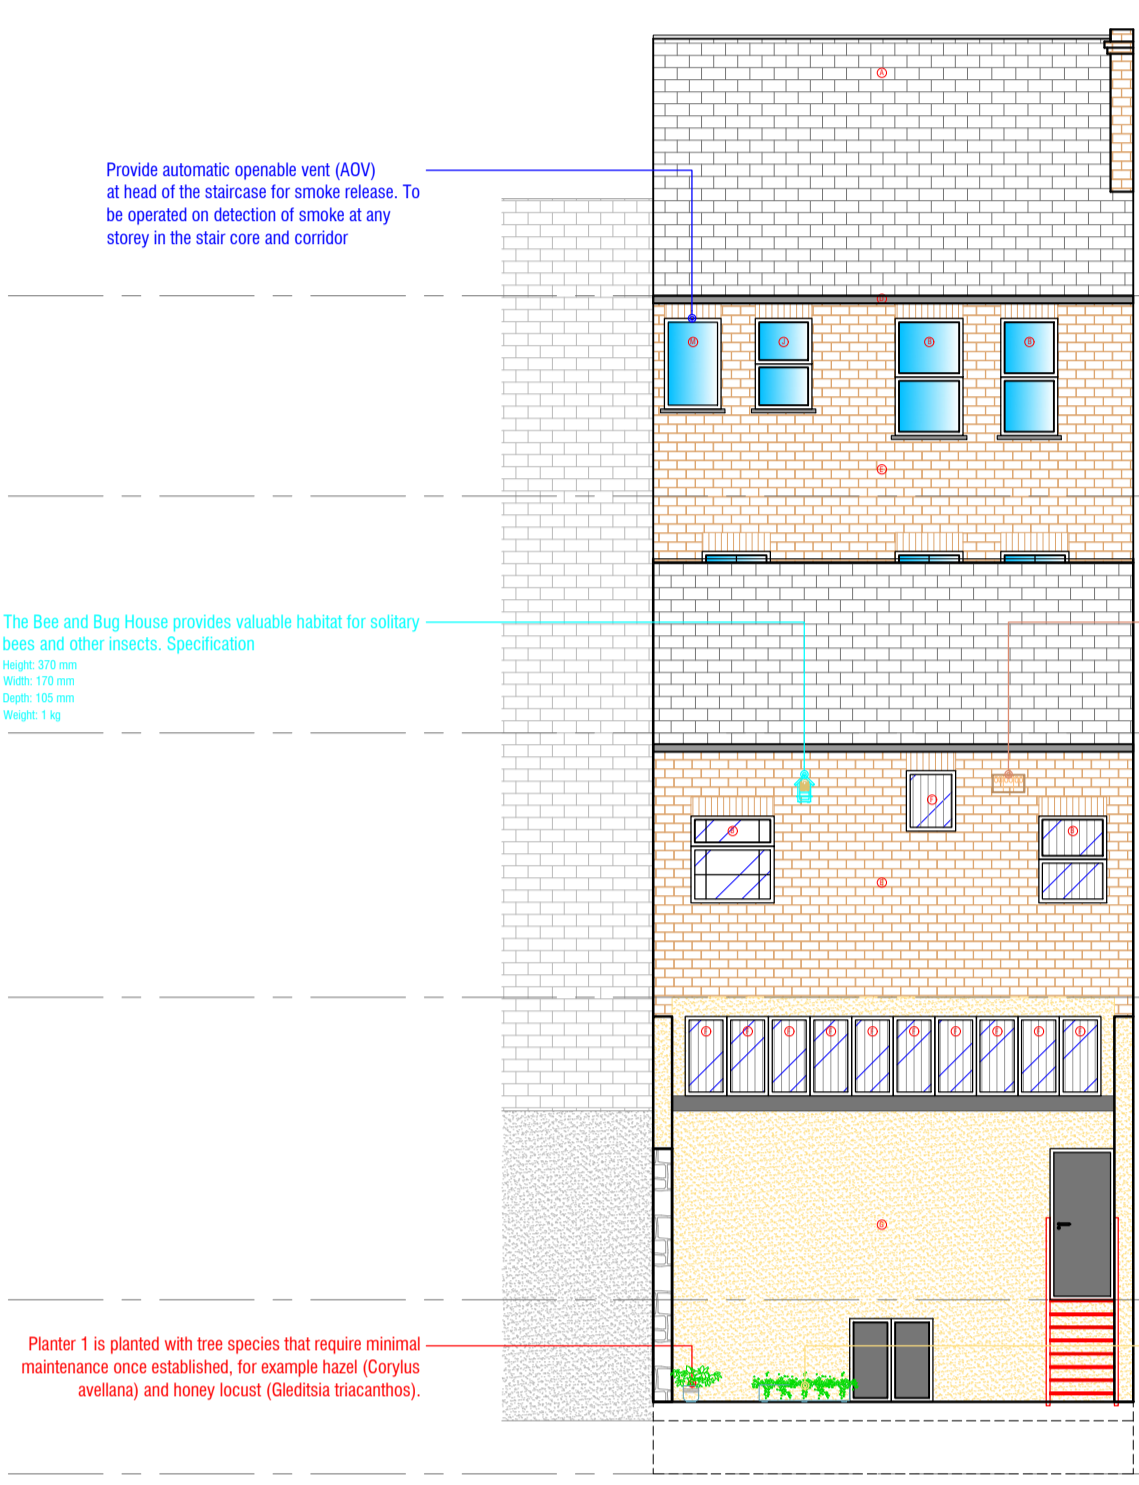 A
Provide automatic openable vent (AOV)
at head of the staircase for smoke release. To
be operated on detection of smoke at any
storey in the stair core and corridor
M
J
B
B
E
The Bee and Bug House provides valuable habitat for solitary
bees and other insects. Specification
Height: 370 mm
Width: 170 mm
Depth: 105 mm
Weight: 1 kg
Planter 1 is planted with tree species that require minimal
maintenance once established, for example hazel (Corylus
avellana) and honey locust (Gleditsia triacanthos).